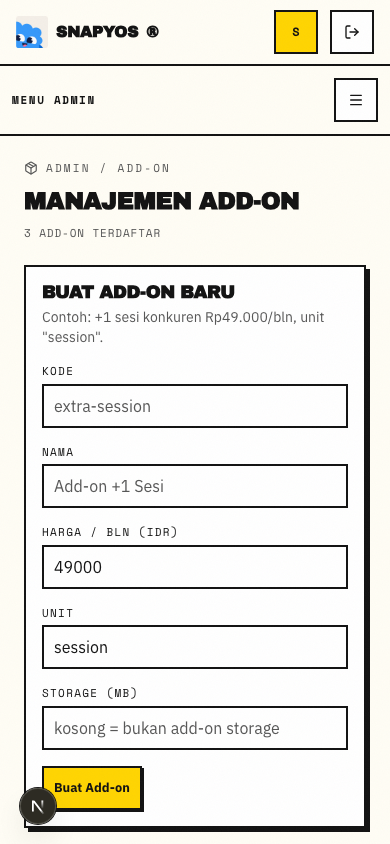 SNAPYOS ®
S
MENU ADMIN
ADMIN / ADD-ON
MANAJEMEN ADD-ON
3 ADD-ON TERDAFTAR
BUAT ADD-ON BARU
Contoh: +1 sesi konkuren Rp49.000/bln, unit
"session".
KODE
extra-session
NAMA
Add-on +1 Sesi
HARGA / BLN (IDR)
49000
UNIT
session
STORAGE (MB)
kosong = bukan add-on storage
Buat Add-on
N